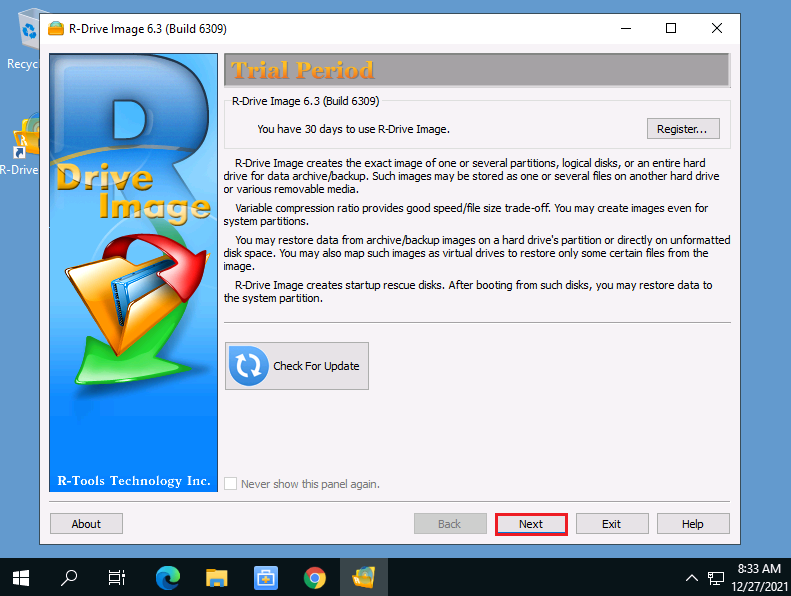 Recyc
R-Drive
R-Drive Image 6.3 (Build 6309)
R
Drive
Image
R-Tools Technology Inc.
Trial Period
R-Drive Image 6.3 (Build 6309)
You have 30 days to use R-Drive Image.
Register...
R-Drive Image creates the exact image of one or several partitions, logical disks, or an entire hard
drive for data archive/backup. Such images may be stored as one or several files on another hard drive
or various removable media.
Variable compression ratio provides good speed/file size trade-off. You may create images even for
system partitions.
You may restore data from archive/backup images on a hard drive's partition or directly on unformatted
disk space. You may also map such images as virtual drives to restore only some certain files from the
image.
R-Drive Image creates startup rescue disks. After booting from such disks, you may restore data to
the system partition.
Check For Update
Never show this panel again.
About
Back
Next
Exit
Help
8:33 AM
12/27/2021